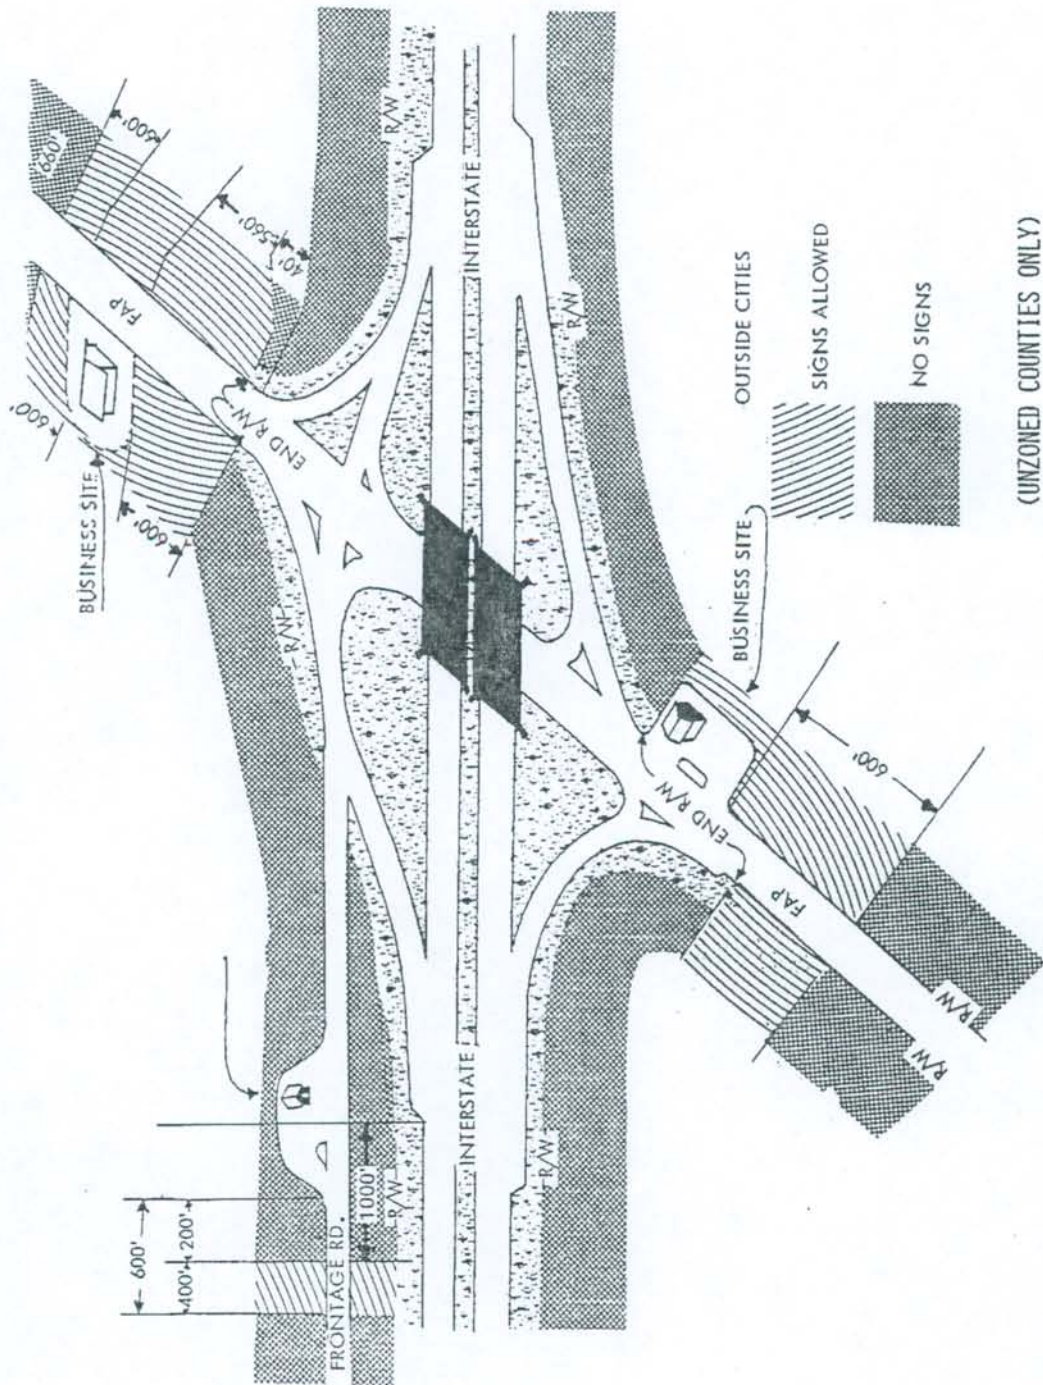 660'
600'
560'
40'
FAP
END R/W
600'
BUSINESS SITE
600'
R/W
INTERSTATE
R/W
R/W
BUSINESS SITE
600'
END R/W
FAP
R/W
R/W
INTERSTATE
R/W
R/W
1000'
600'
400'
200'
FRONTAGE RD.
OUTSIDE CITIES
SIGNS ALLOWED
NO SIGNS
(UNZONED COUNTIES ONLY)